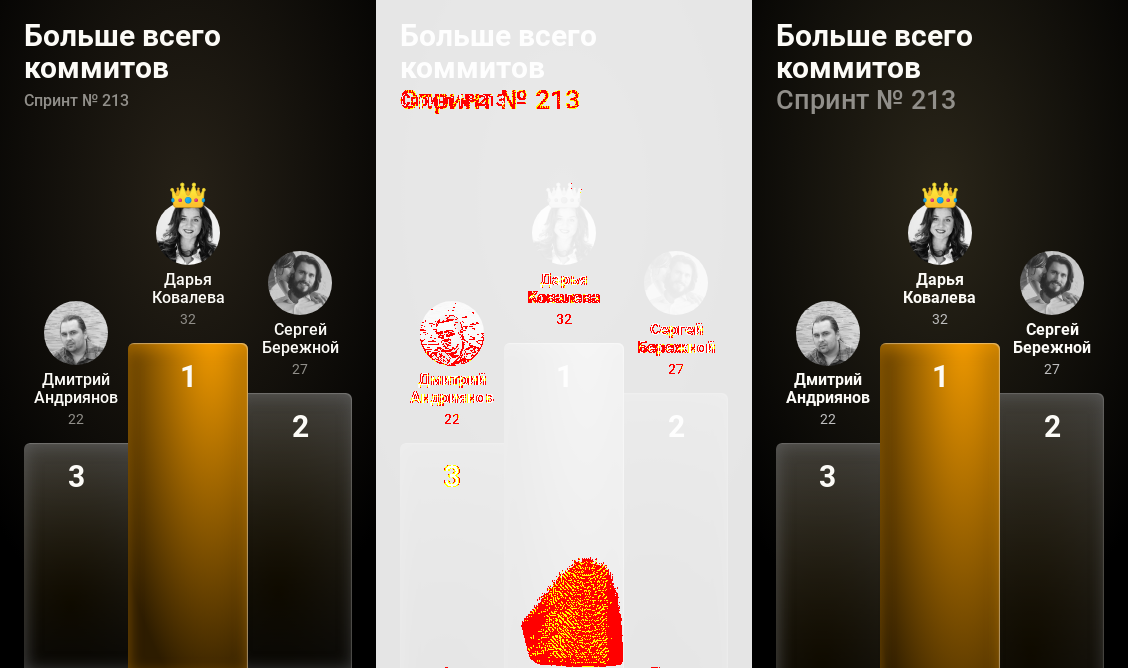 Больше всего
коммитов
Спринт № 213
Дарья
Ковалева
32
Сергей
Бережной
27
Дмитрий
Андриянов
22
1
2
3
Больше всего
коммитов
Спринт № 213
Дарья
Ковалева
32
Сергей
Бережной
27
Дмитрий
Андриянов
22
1
2
3
Больше всего
коммитов
Спринт № 213
Дарья
Ковалева
32
Сергей
Бережной
27
Дмитрий
Андриянов
22
1
2
3